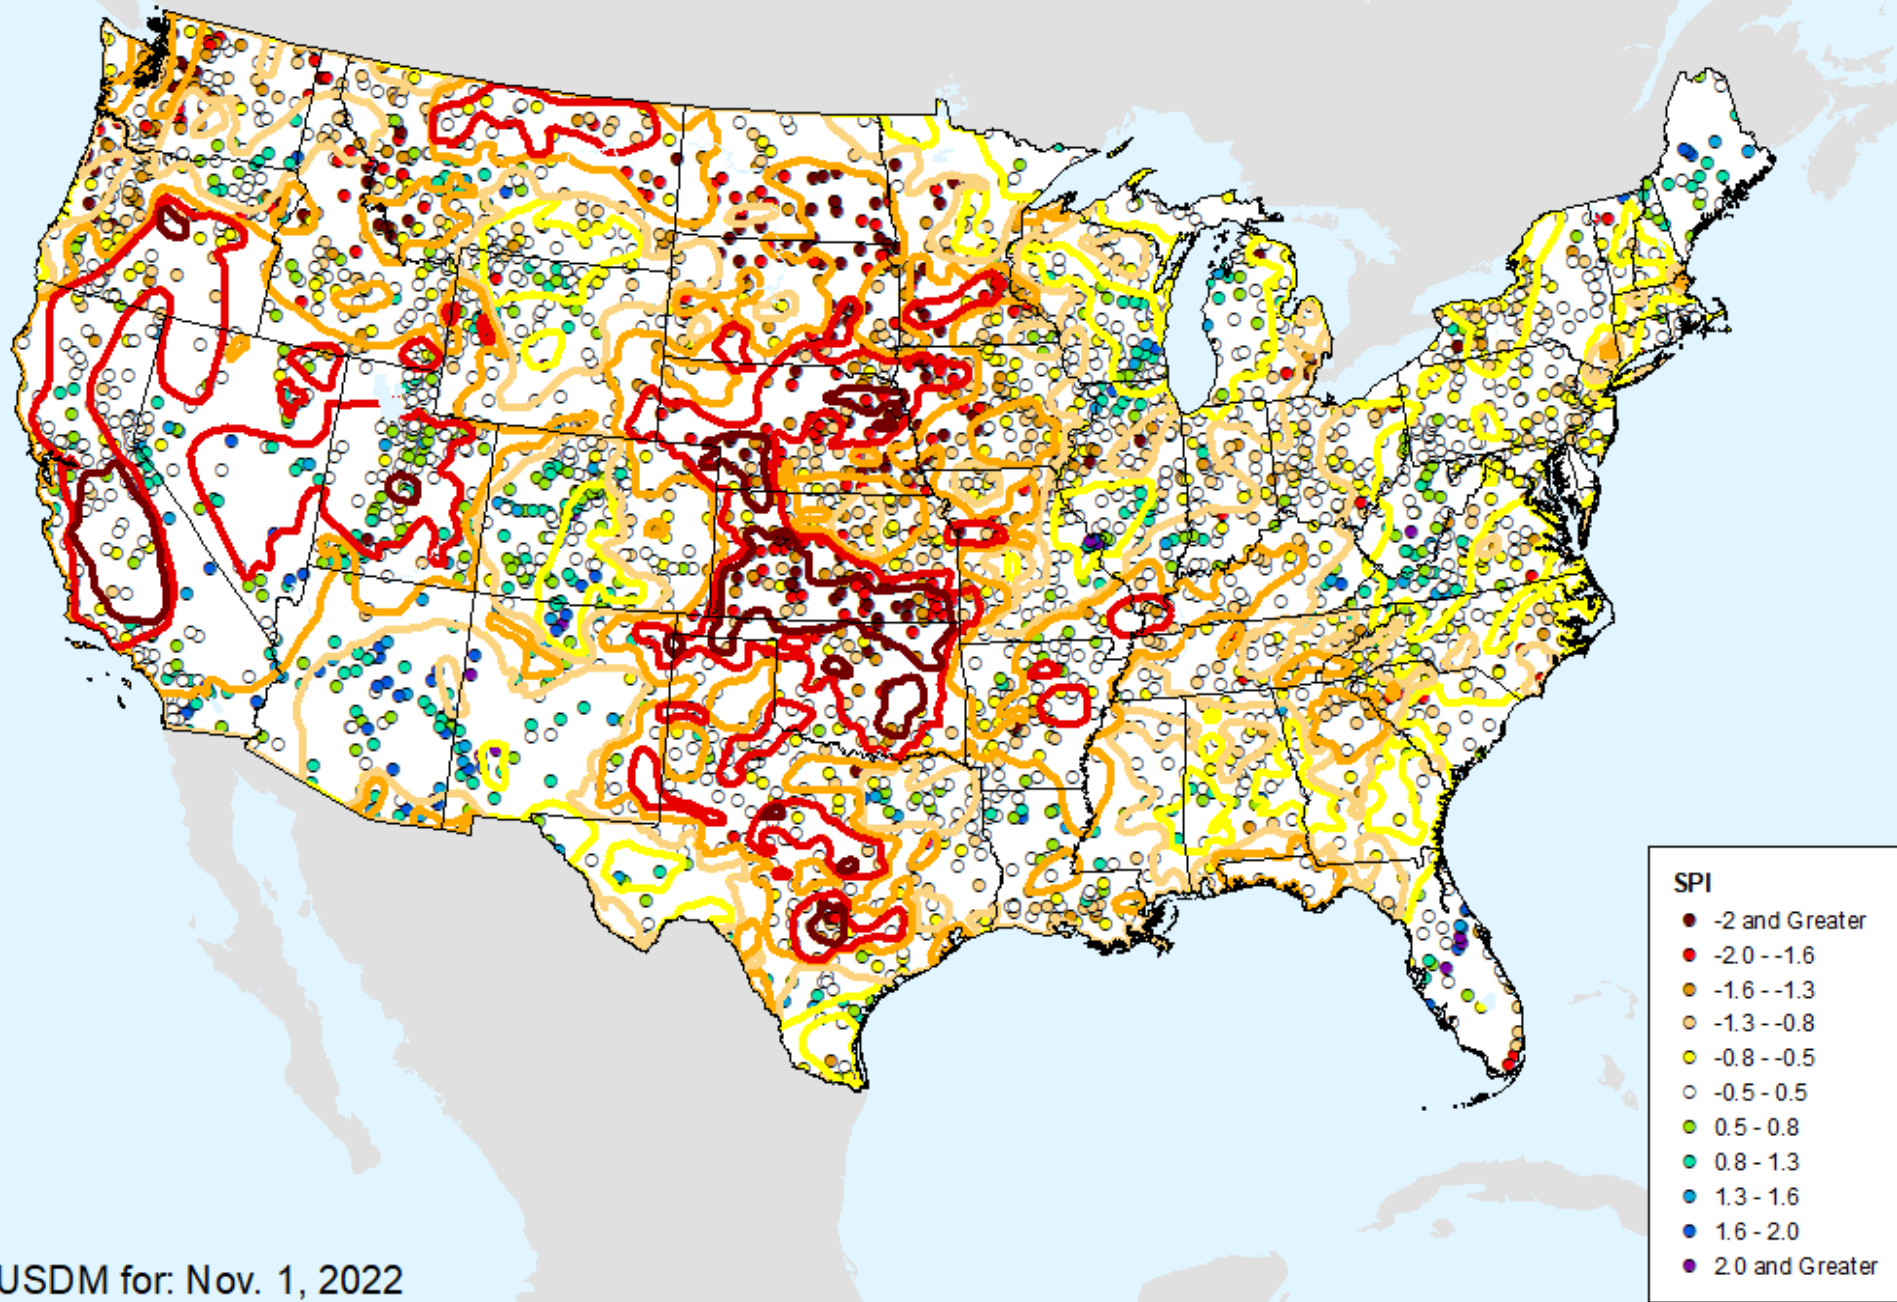 SPI
-2 and Greater
-2.0 - -1.6
-1.6 - -1.3
-1.3 - -0.8
-0.8 - -0.5
-0.5 - 0.5
0.5 - 0.8
0.8 - 1.3
1.3 - 1.6
1.6 - 2.0
2.0 and Greater
USDM for: Nov. 1, 2022